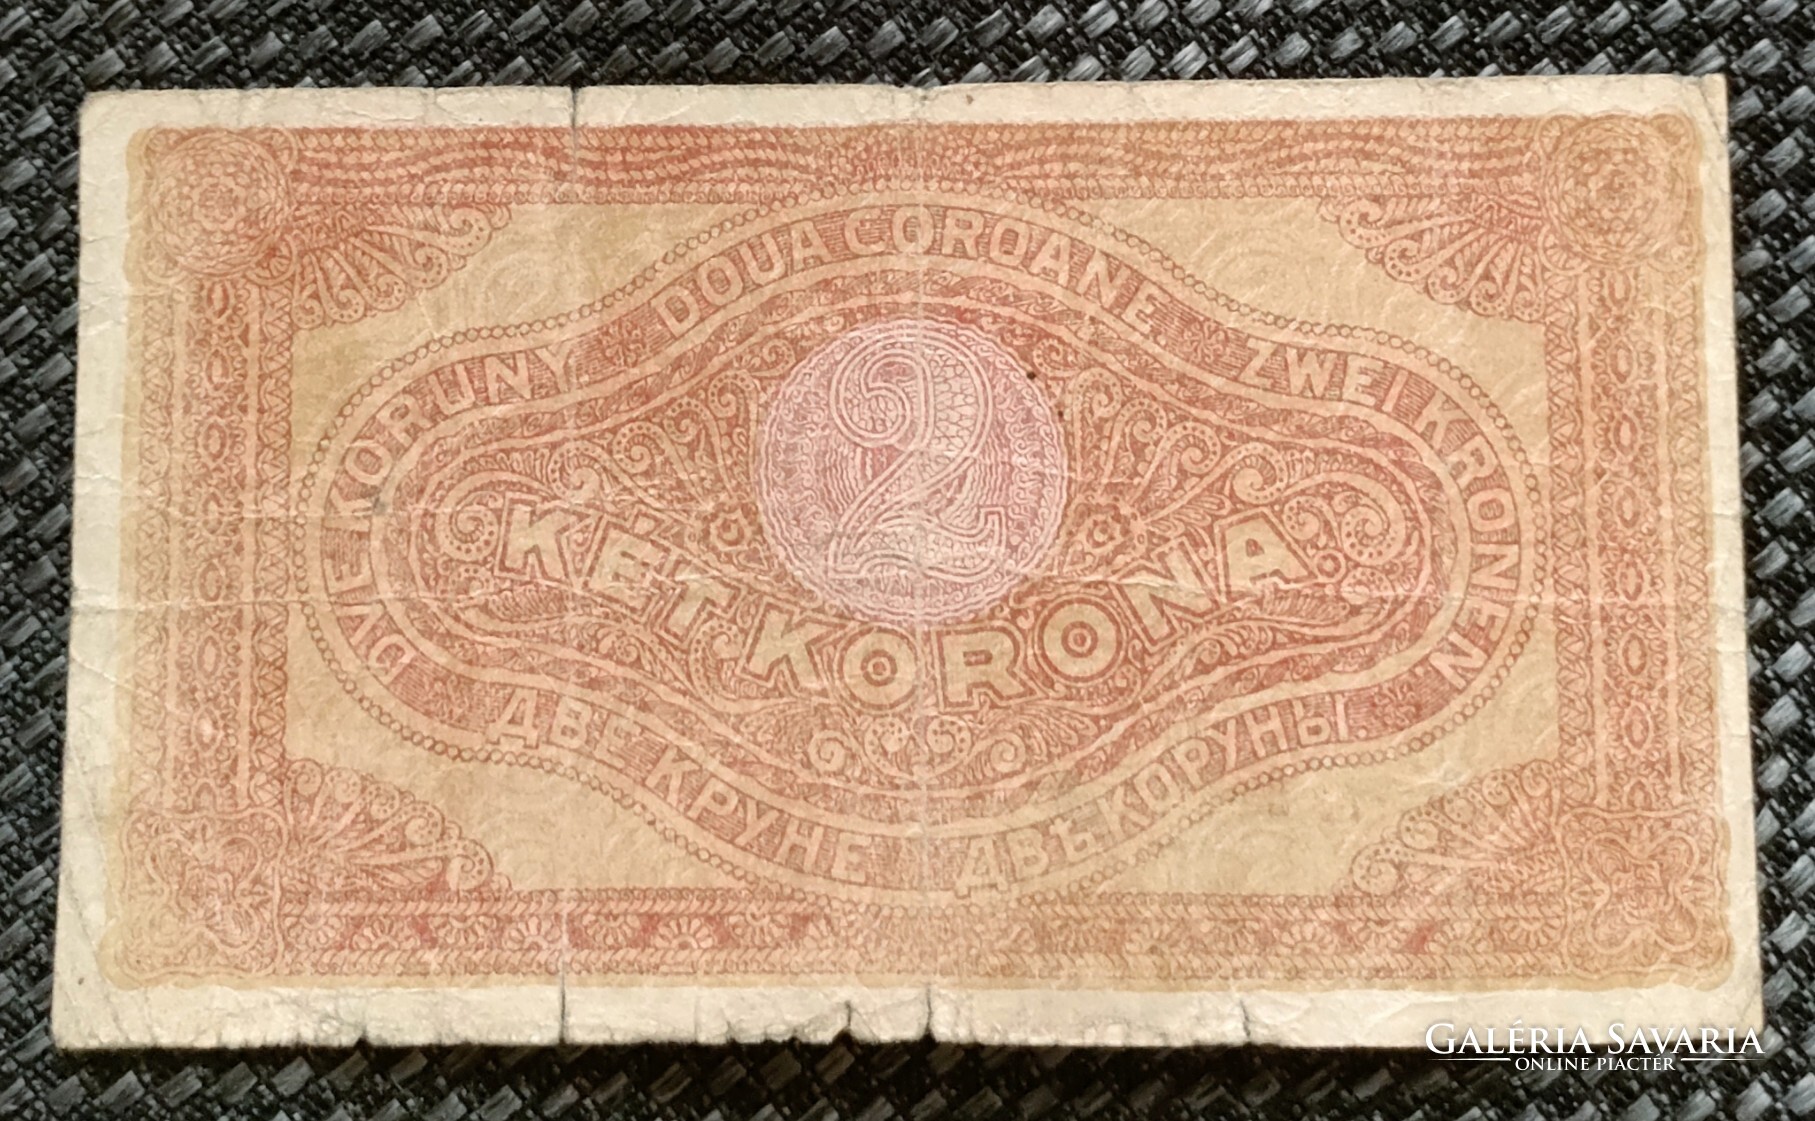 DVE KORUNY
DOUA COROANE
ZWEI KRONEN
2
KÉT KORONA
ДВЕ КРУНЕ
ДВѢ КОРУНЫ.
GALÉRIA SAVARIA
ONLINE PIACTÉR